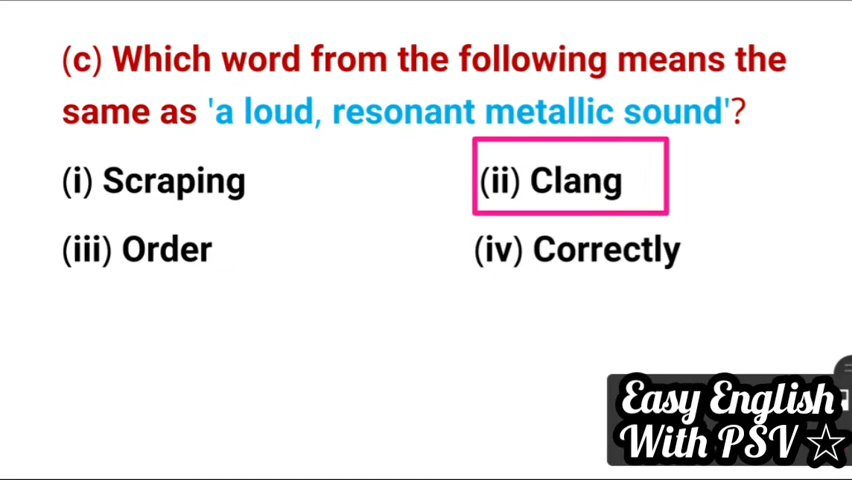 (c) Which word from the following means the
same as 'a loud, resonant metallic sound'?
(i) Scraping
(ii) Clang
(iii) Order
(iv) Correctly
Easy English
With PSV ☆